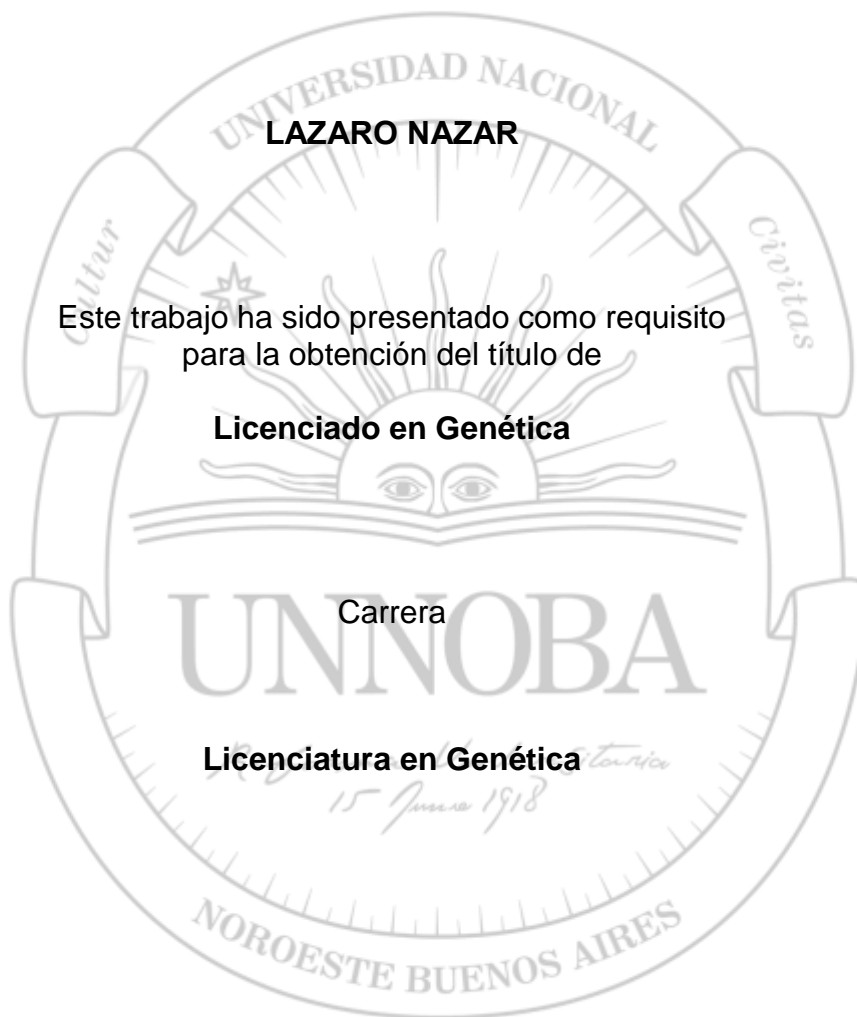 UNIVERSIDAD NACIONAL
LAZARO NAZAR
Cultur
Civitas
Este trabajo ha sido presentado como requisito
para la obtención del título de
Licenciado en Genética
UNNOBA
Carrera
Licenciatura en Genética
15 Junio 1918
NOROESTE BUENOS AIRES